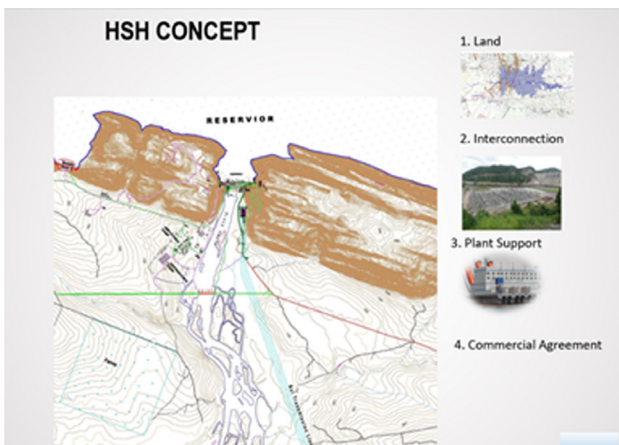 HSH CONCEPT
1. Land
RESERVIOR
2. Interconnection
3. Plant Support
4. Commercial Agreement